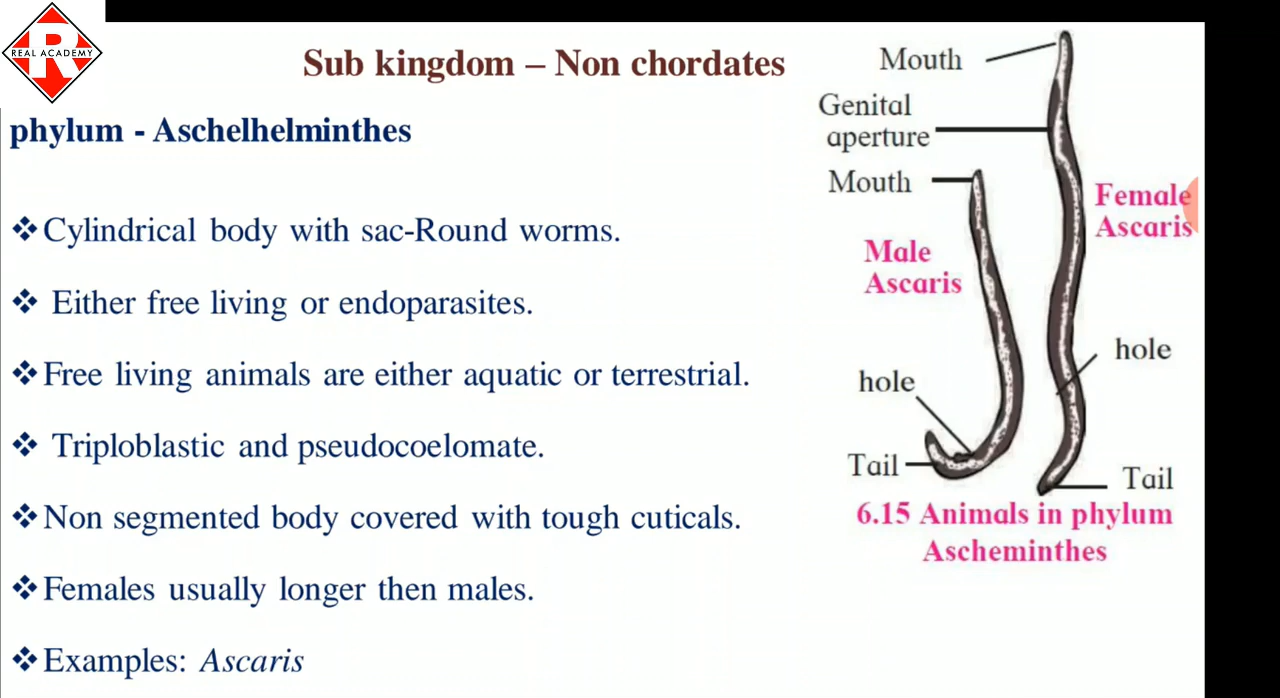 REAL ACADEMY
Sub kingdom – Non chordates
phylum - Aschelhelminthes
❖Cylindrical body with sac-Round worms.
❖ Either free living or endoparasites.
❖Free living animals are either aquatic or terrestrial.
❖ Triploblastic and pseudocoelomate.
❖Non segmented body covered with tough cuticals.
❖Females usually longer then males.
❖Examples: Ascaris
Mouth
Genital
aperture
Mouth
Female
Ascaris
Male
Ascaris
hole
hole
Tail
Tail
6.15 Animals in phylum
Ascheminthes